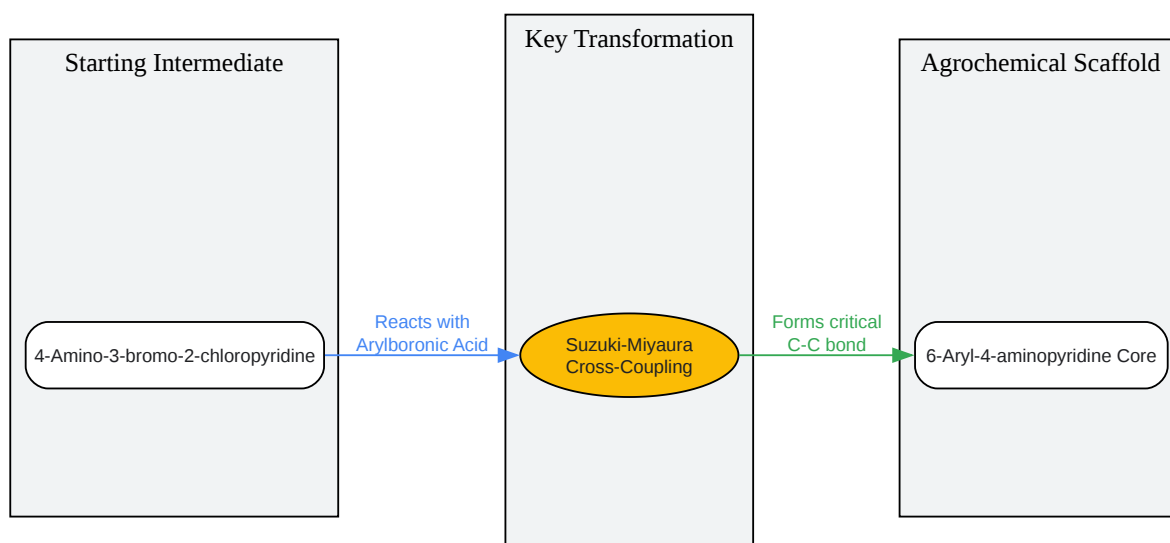 Starting Intermediate
Key Transformation
Agrochemical Scaffold
4-Amino-3-bromo-2-chloropyridine
Reacts with
Arylboronic Acid
Suzuki-Miyaura
Cross-Coupling
Forms critical
C-C bond
6-Aryl-4-aminopyridine Core